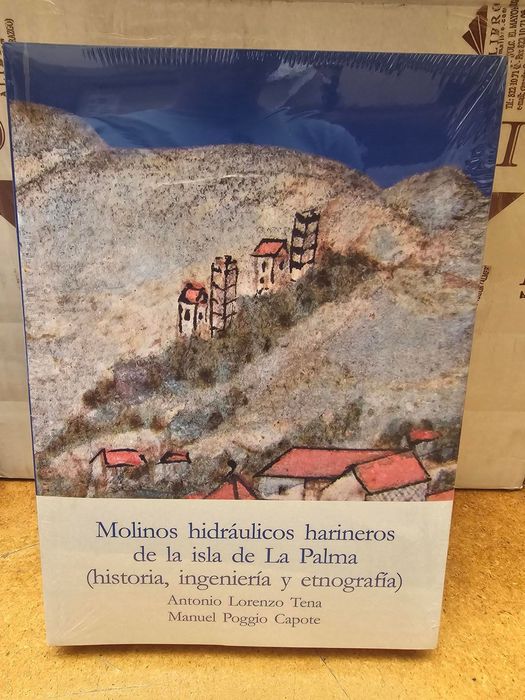 Molinos hidráulicos harineros
de la isla de La Palma
(historia, ingeniería y etnografía)
Antonio Lorenzo Tena
Manuel Poggio Capote